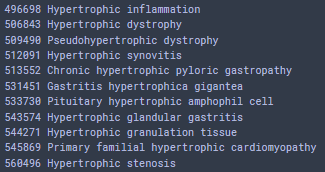 496698 Hypertrophic inflammation
506843 Hypertrophic dystrophy
509490 Pseudohypertrophic dystrophy
512091 Hypertrophic synovitis
513552 Chronic hypertrophic pyloric gastropathy
531451 Gastritis hypertrophica gigantea
533730 Pituitary hypertrophic amphophil cell
543574 Hypertrophic glandular gastritis
544271 Hypertrophic granulation tissue
545869 Primary familial hypertrophic cardiomyopathy
560496 Hypertrophic stenosis